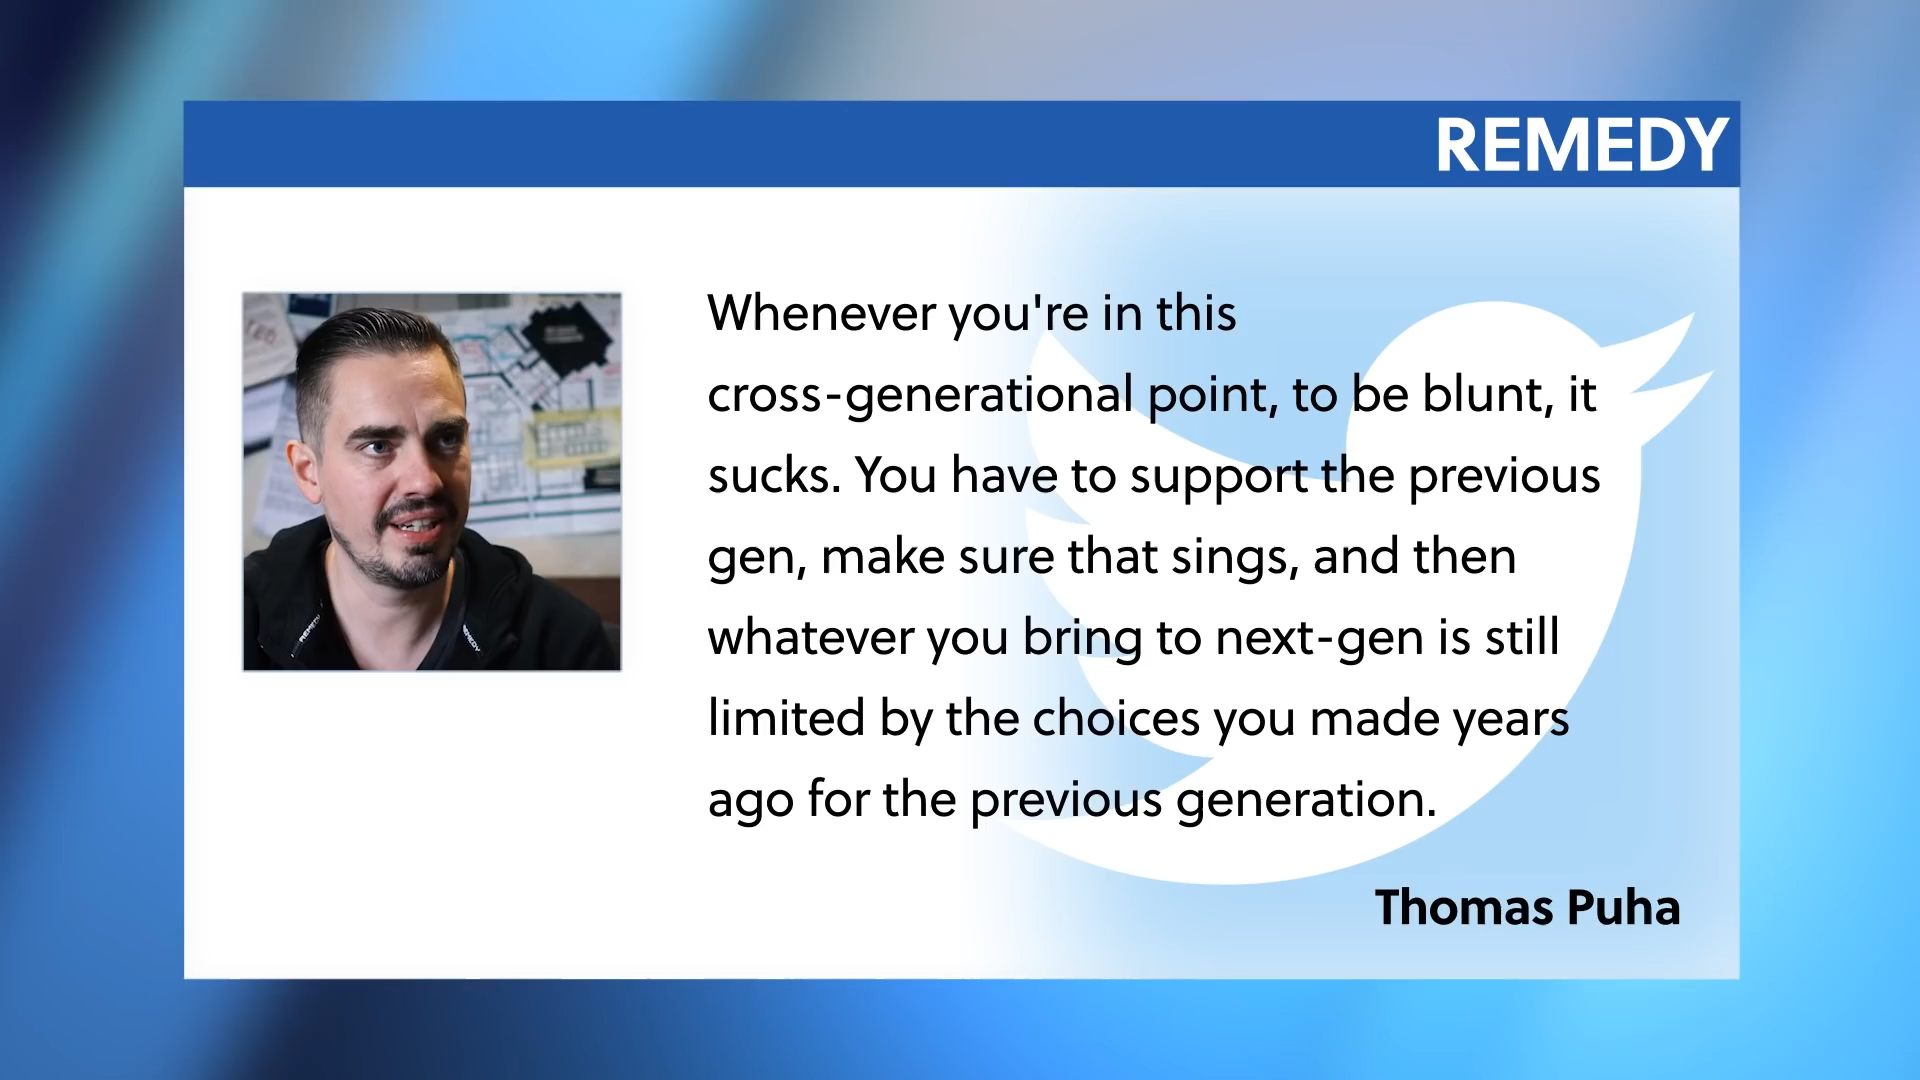 REMEDY
Whenever you're in this
cross-generational point, to be blunt, it
sucks. You have to support the previous
gen, make sure that sings, and then
whatever you bring to next-gen is still
limited by the choices you made years
ago for the previous generation.
Thomas Puha
REMEDY
REMEDY